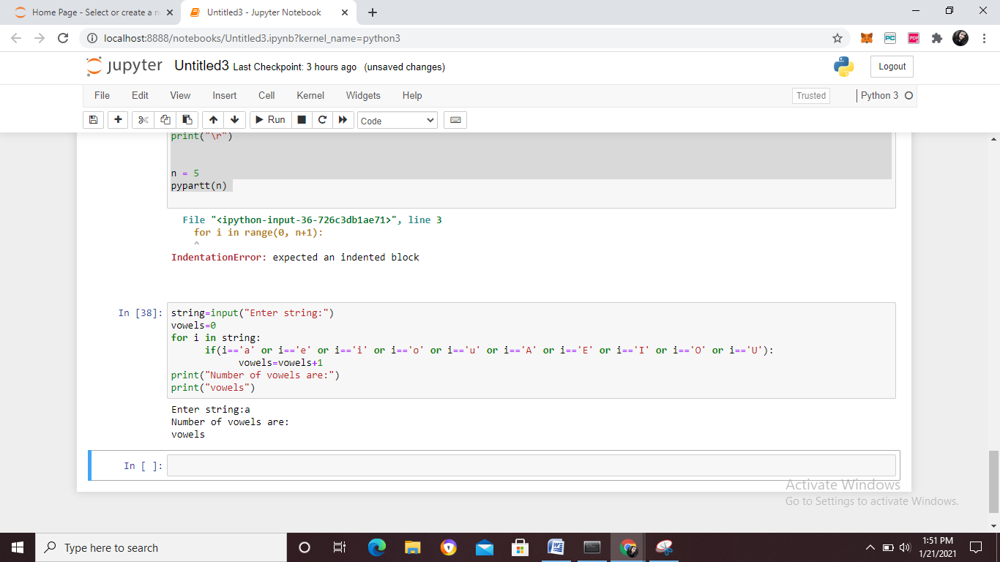 Home Page - Select or create a n
Untitled3 - Jupyter Notebook
localhost:8888/notebooks/Untitled3.ipynb?kernel_name=python3
PC
PDF
jupyter Untitled3 Last Checkpoint: 3 hours ago (unsaved changes)
Logout
File Edit View Insert Cell Kernel Widgets Help
Trusted
Python 3
Run
Code
print("\r")
n = 5
pypartt(n)
File "<ipython-input-36-726c3db1ae71>", line 3
for i in range(0, n+1):
^
IndentationError: expected an indented block
In [38]:
string=input("Enter string:")
vowels=0
for i in string:
      if(i=='a' or i=='e' or i=='i' or i=='o' or i=='u' or i=='A' or i=='E' or i=='I' or i=='O' or i=='U'):
            vowels=vowels+1
print("Number of vowels are:")
print("vowels")
Enter string:a
Number of vowels are:
vowels
In [ ]:
Activate Windows
Go to Settings to activate Windows.
Type here to search
1:51 PM
1/21/2021